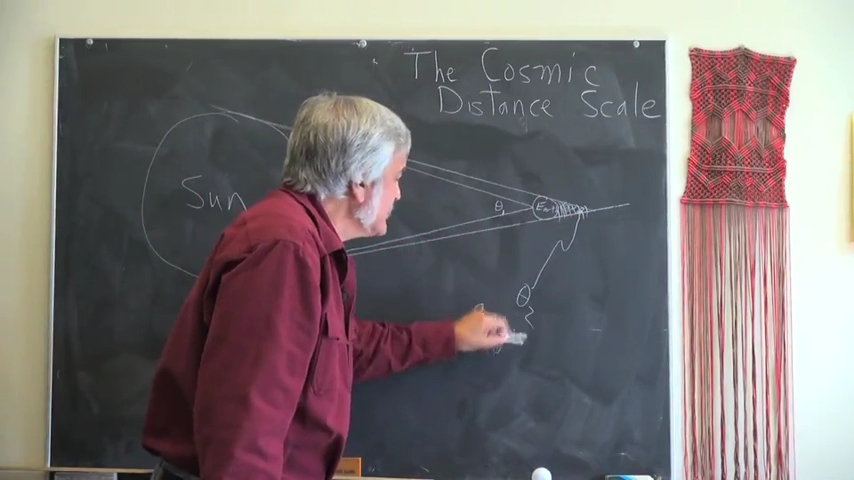 The Cosmic
Distance Scale
Sun
θ
θ